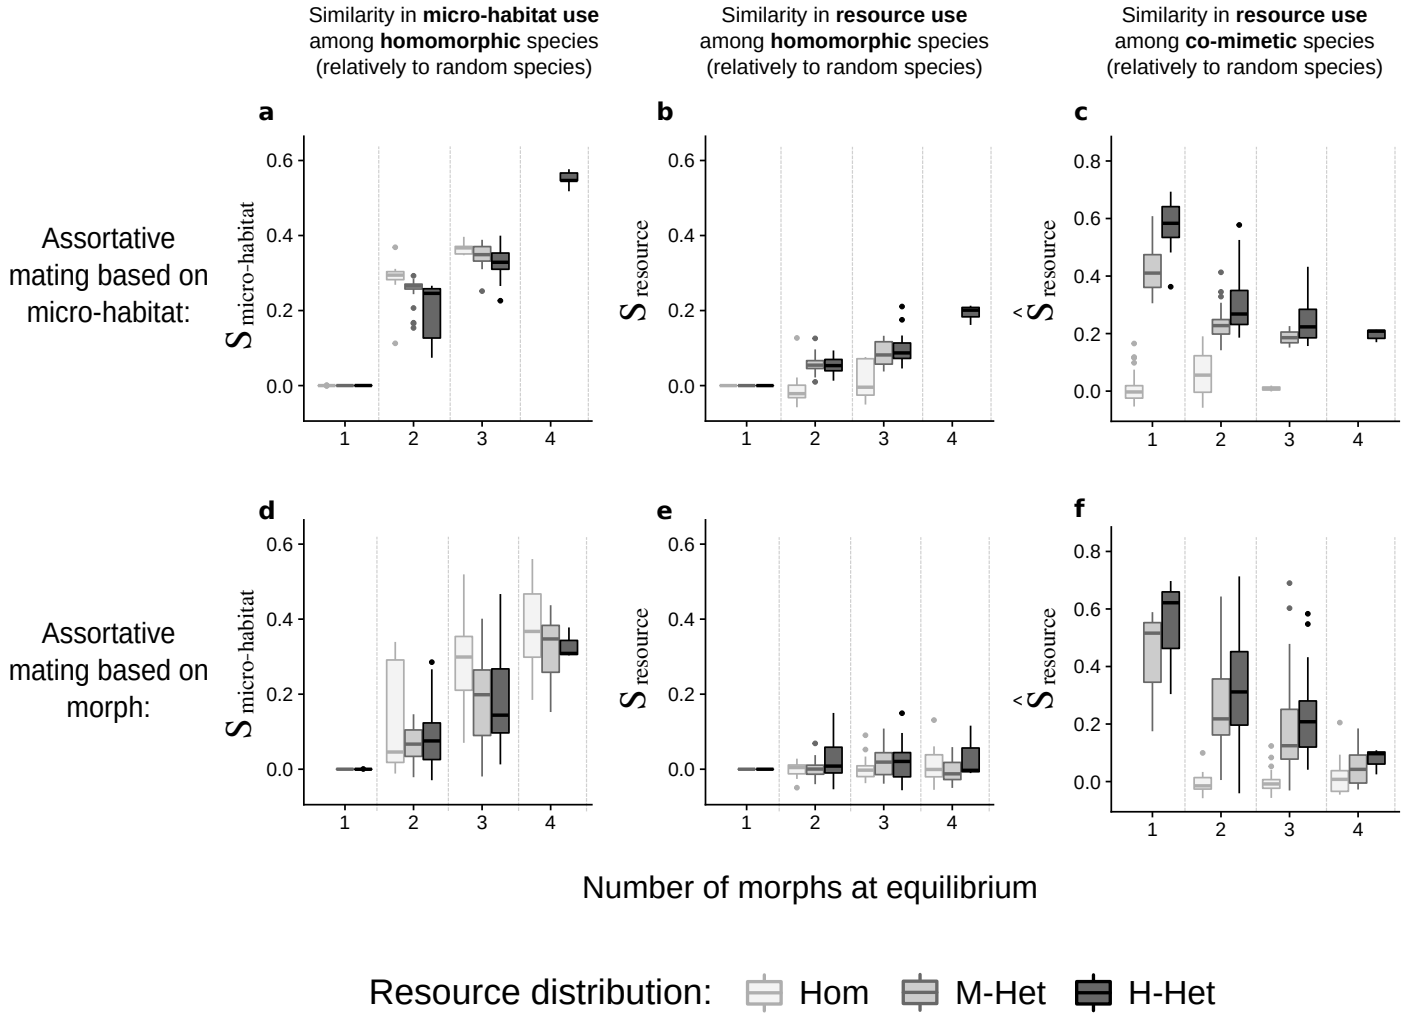 Similarity in micro-habitat use
among homomorphic species
(relatively to random species)
Similarity in resource use
among homomorphic species
(relatively to random species)
Similarity in resource use
among co-mimetic species
(relatively to random species)
Assortative
mating based on
micro-habitat:
a
S micro-habitat
0.6
0.4
0.2
0.0
1 2 3 4
b
S resource
0.6
0.4
0.2
0.0
1 2 3 4
c
Ŝ resource
0.8
0.6
0.4
0.2
0.0
1 2 3 4
Assortative
mating based on
morph:
d
S micro-habitat
0.6
0.4
0.2
0.0
1 2 3 4
e
S resource
0.6
0.4
0.2
0.0
1 2 3 4
f
Ŝ resource
0.8
0.6
0.4
0.2
0.0
1 2 3 4
Number of morphs at equilibrium
Resource distribution: Hom M-Het H-Het